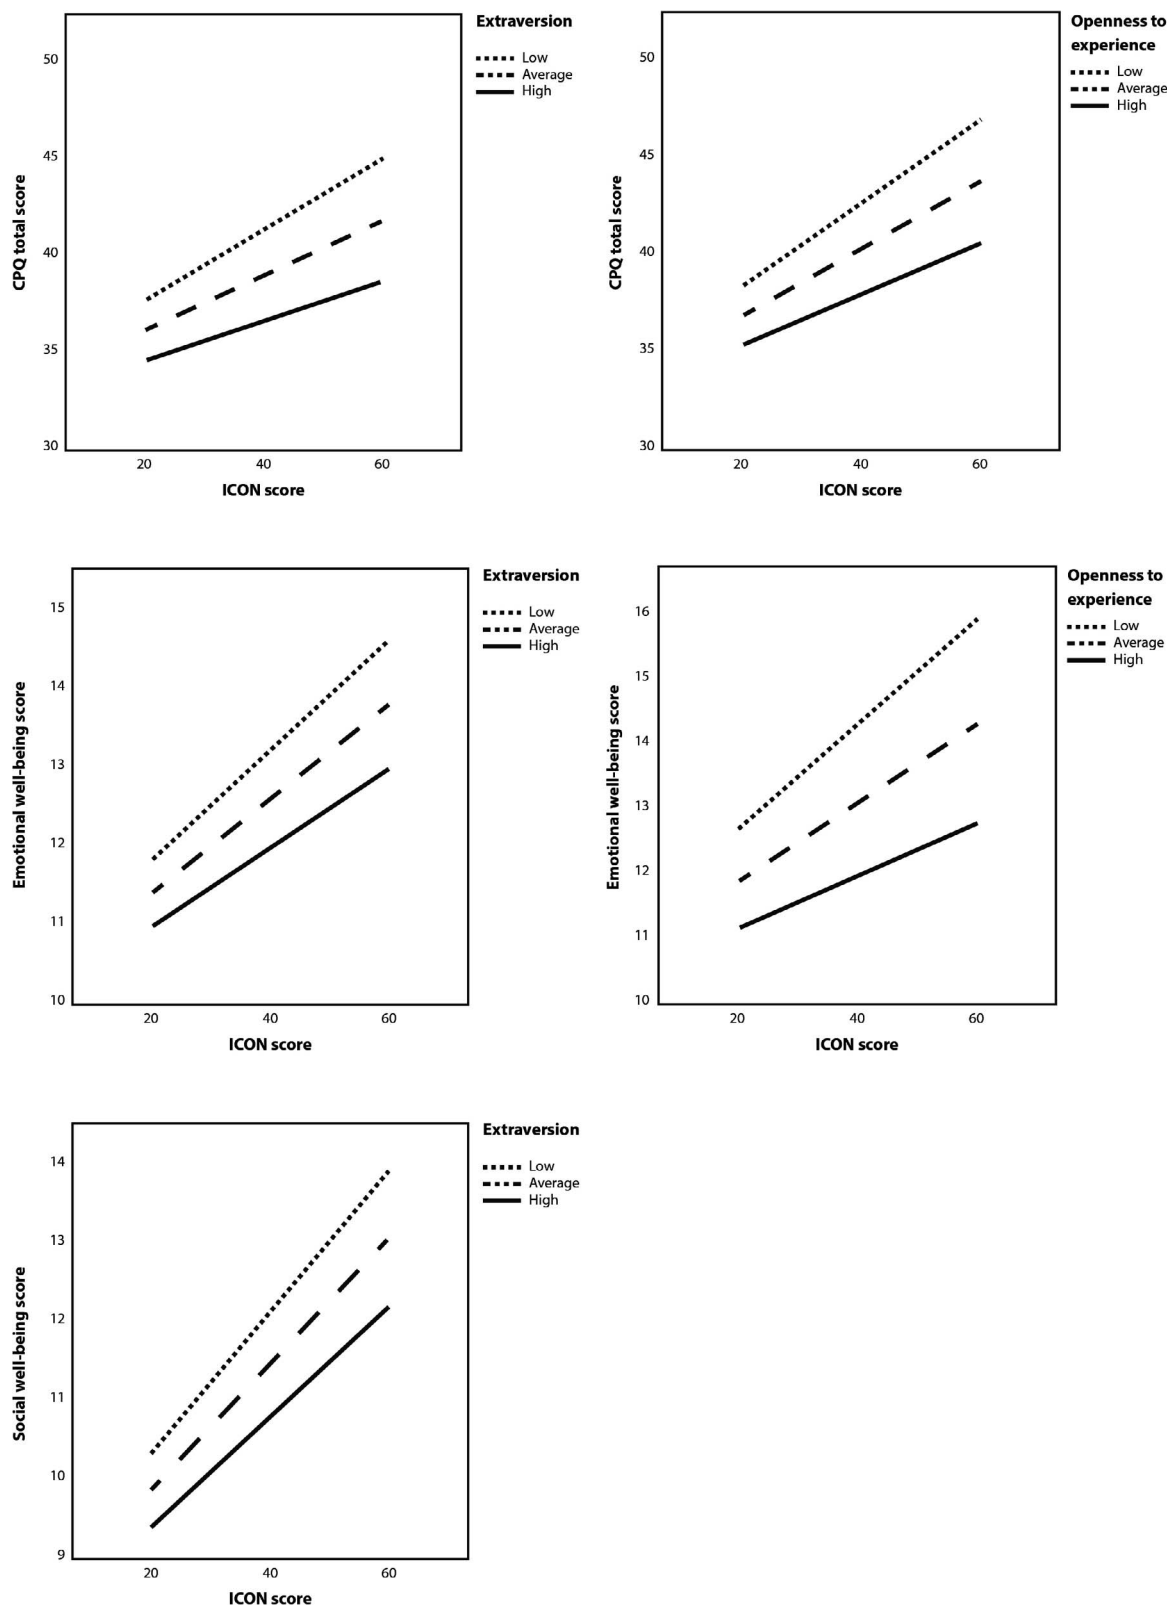 Extraversion
Low
Average
High
50
45
40
35
30
CPQ total score
20 40 60
ICON score
Openness to
experience
Low
Average
High
50
45
40
35
30
CPQ total score
20 40 60
ICON score
Extraversion
Low
Average
High
15
14
13
12
11
10
Emotional well-being score
20 40 60
ICON score
Openness to
experience
Low
Average
High
16
15
14
13
12
11
10
Emotional well-being score
20 40 60
ICON score
Extraversion
Low
Average
High
14
13
12
11
10
9
Social well-being score
20 40 60
ICON score